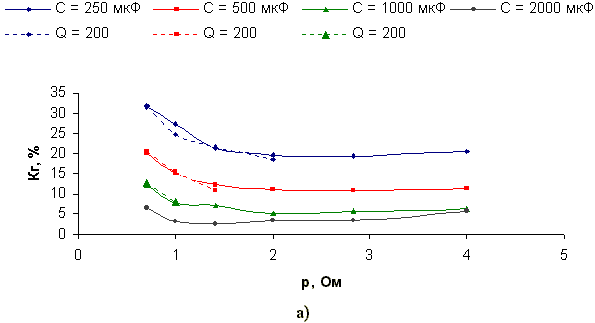 C = 250 мкФ C = 500 мкФ C = 1000 мкФ C = 2000 мкФ
Q = 200 Q = 200 Q = 200
35
30
25
20
15
10
5
0
Кг, %
0 1 2 3 4 5
р, Ом
а)